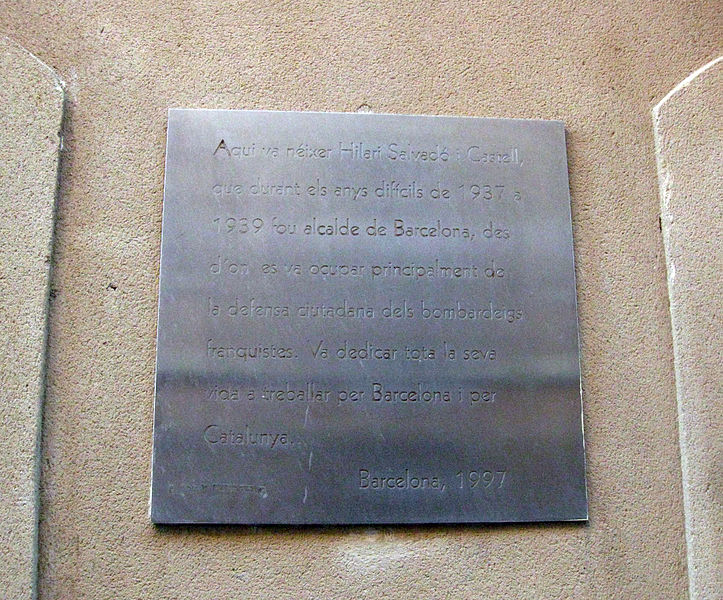 Aquí va néixer Hilari Salvadó i Castell,
que durant els anys difícils de 1937 a
1939 fou alcalde de Barcelona, des
d'on es va ocupar principalment de
la defensa ciutadana dels bombardeigs
franquistes. Va dedicar tota la seva
vida a treballar per Barcelona i per
Catalunya.
Barcelona, 1997